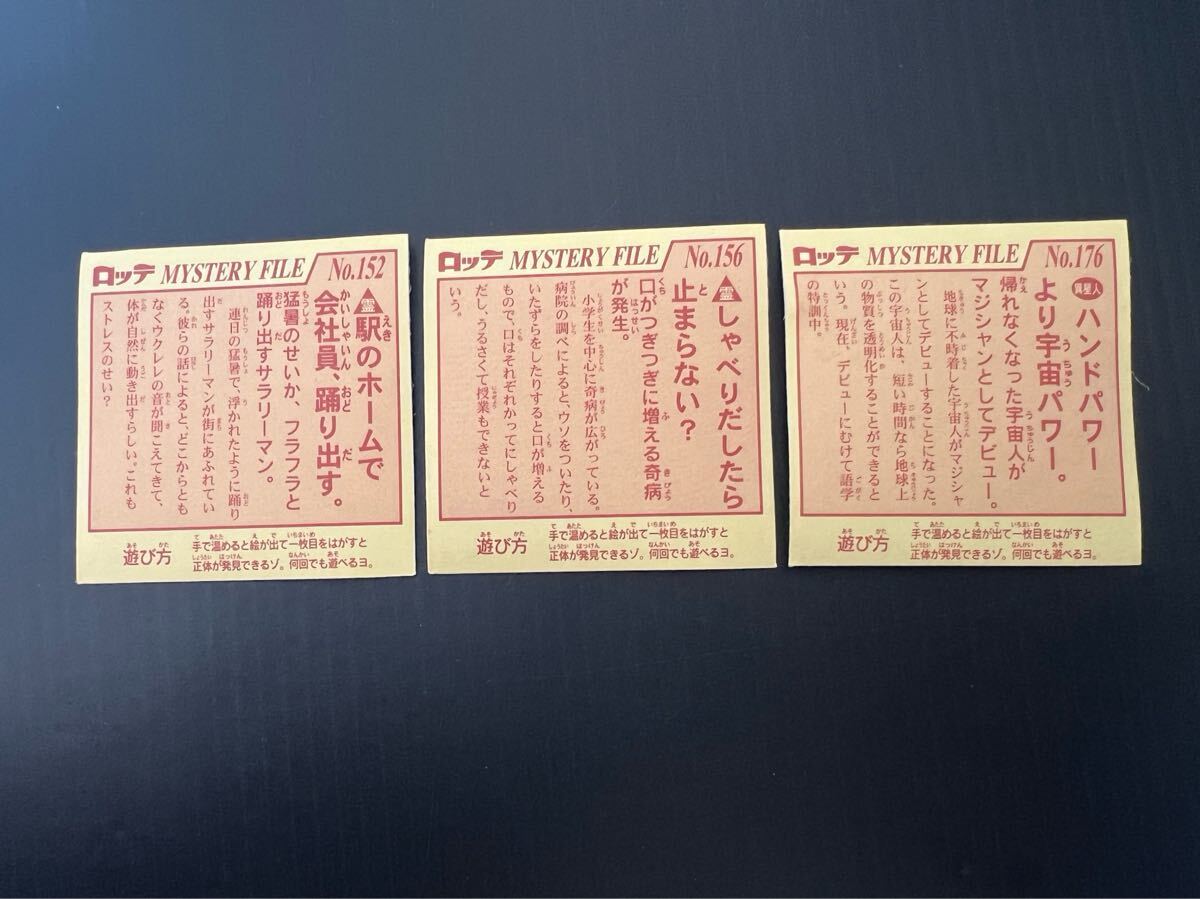 ロッテ MYSTERY FILE No.152
霊 駅のホームで
会社員、踊り出す。
猛暑のせいか、フラフラと
踊り出すサラリーマン。
連日の猛暑で、浮かれたように踊り
出すサラリーマンが街にあふれてい
る。彼らの話によると、どこからとも
なくウクレレの音が聞こえてきて、
体が自然に動き出すらしい。これも
ストレスのせい?
遊び方
手で温めると絵が出て一枚目をはがすと
正体が発見できるゾ。何回でも遊べるヨ。
ロッテ MYSTERY FILE No.156
霊 しゃべりだしたら
止まらない?
口がつぎつぎに増える奇病
が発生。
小学生を中心に奇病が広がっている。
病院の調べによると、ウソをついたり、
いたずらをしたりすると口が増える
もので、口はそれぞれかってにしゃべり
だし、うるさくて授業もできないと
いう。
遊び方
手で温めると絵が出て一枚目をはがすと
正体が発見できるゾ。何回でも遊べるヨ。
ロッテ MYSTERY FILE No.176
異星人 ハンドパワー
より宇宙パワー。
帰れなくなった宇宙人が
マジシャンとしてデビュー。
地球に不時着した宇宙人がマジシャ
ンとしてデビューすることになった。
この宇宙人は、短い時間なら地球上
の物質を透明化することができると
いう。現在、デビューにむけて語学
の特訓中。
遊び方
手で温めると絵が出て一枚目をはがすと
正体が発見できるゾ。何回でも遊べるヨ。